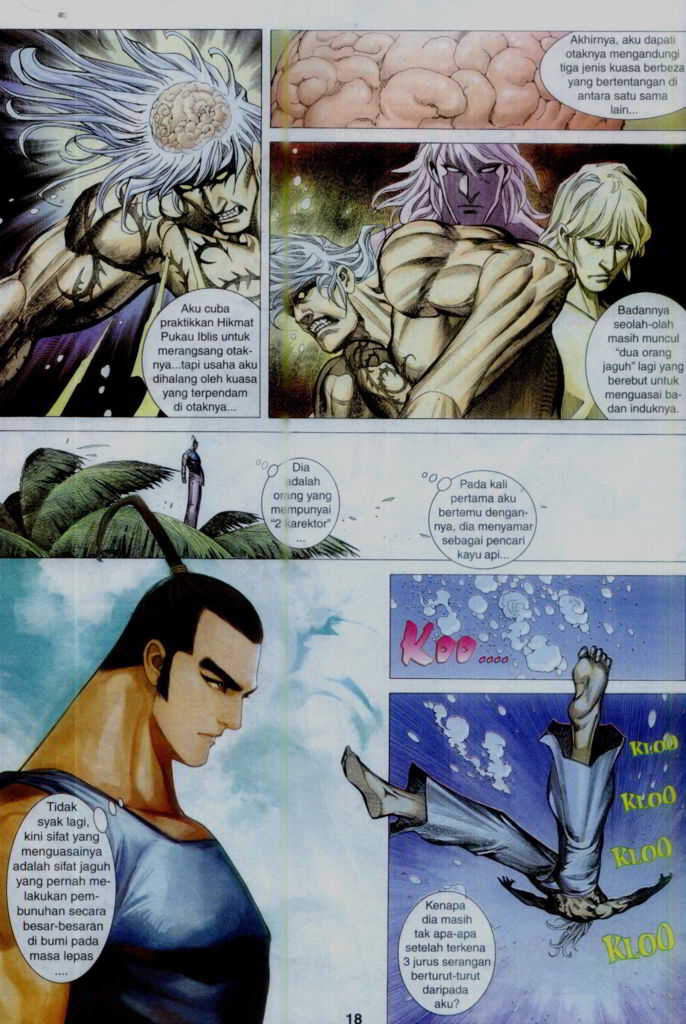 Aku cuba
praktikkan Hikmat
Pukau Iblis untuk
merangsang otak-
nya...tapi usaha aku
dihalang oleh kuasa
yang terpendam
di otaknya...
Akhirnya, aku dapati
otaknya mengandungi
tiga jenis kuasa berbeza
yang bertentangan di
antara satu sama
lain...
Badannya
seolah-olah
masih muncul
"dua orang
jaguh" lagi yang
berebut untuk
menguasai ba-
dan induknya.
Dia
adalah
orang yang
mempunyai
"2 karektor"
...
Pada kali
pertama aku
bertemu dengan-
nya, dia menyamar
sebagai pencari
kayu api...
Tidak
syak lagi,
kini sifat yang
menguasainya
adalah sifat jaguh
yang pernah me-
lakukan pem-
bunuhan secara
besar-besaran
di bumi pada
masa lepas
....
KOO....
KLOO
KLOO
KLOO
KLOO
Kenapa
dia masih
tak apa-apa
setelah terkena
3 jurus serangan
berturut-turut
daripada
aku?
18